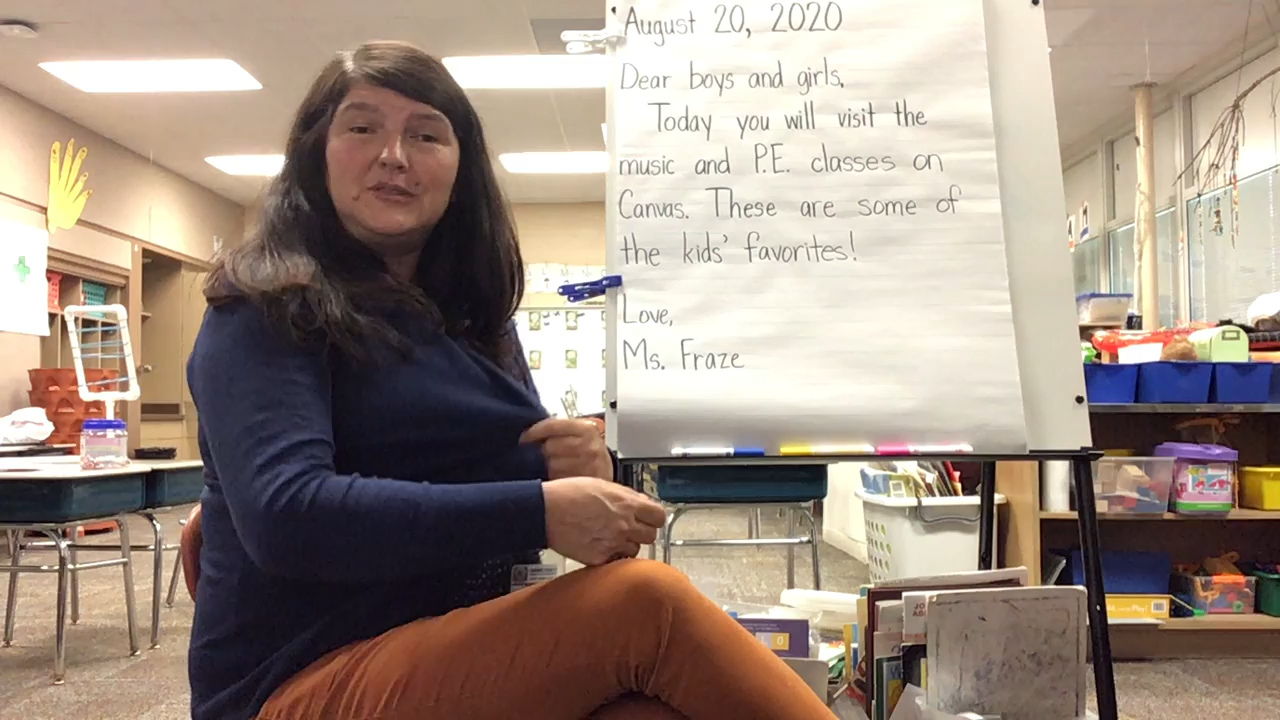 August 20, 2020
Dear boys and girls,
Today you will visit the
music and P.E. classes on
Canvas. These are some of
the kids' favorites!
Love,
Ms. Fraze